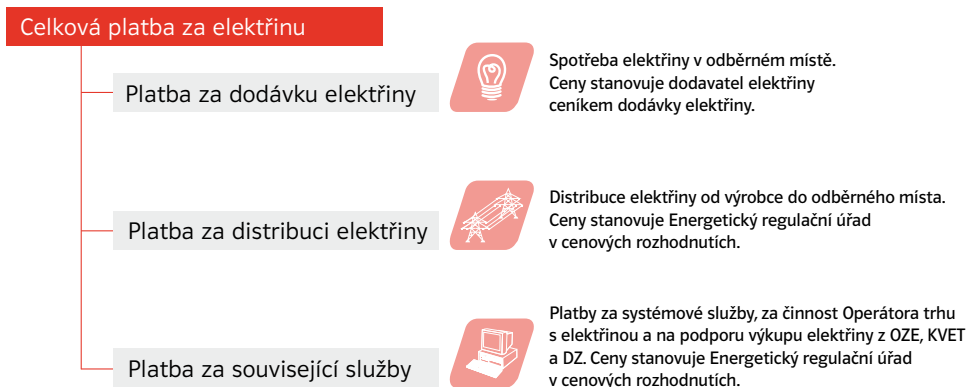 Celková platba za elektřinu
Platba za dodávku elektřiny
Spotřeba elektřiny v odběrném místě.
Ceny stanovuje dodavatel elektřiny
ceníkem dodávky elektřiny.
Platba za distribuci elektřiny
Distribuce elektřiny od výrobce do odběrného místa.
Ceny stanovuje Energetický regulační úřad
v cenových rozhodnutích.
Platba za související služby
Platby za systémové služby, za činnost Operátora trhu
s elektřinou a na podporu výkupu elektřiny z OZE, KVET
a DZ. Ceny stanovuje Energetický regulační úřad
v cenových rozhodnutích.